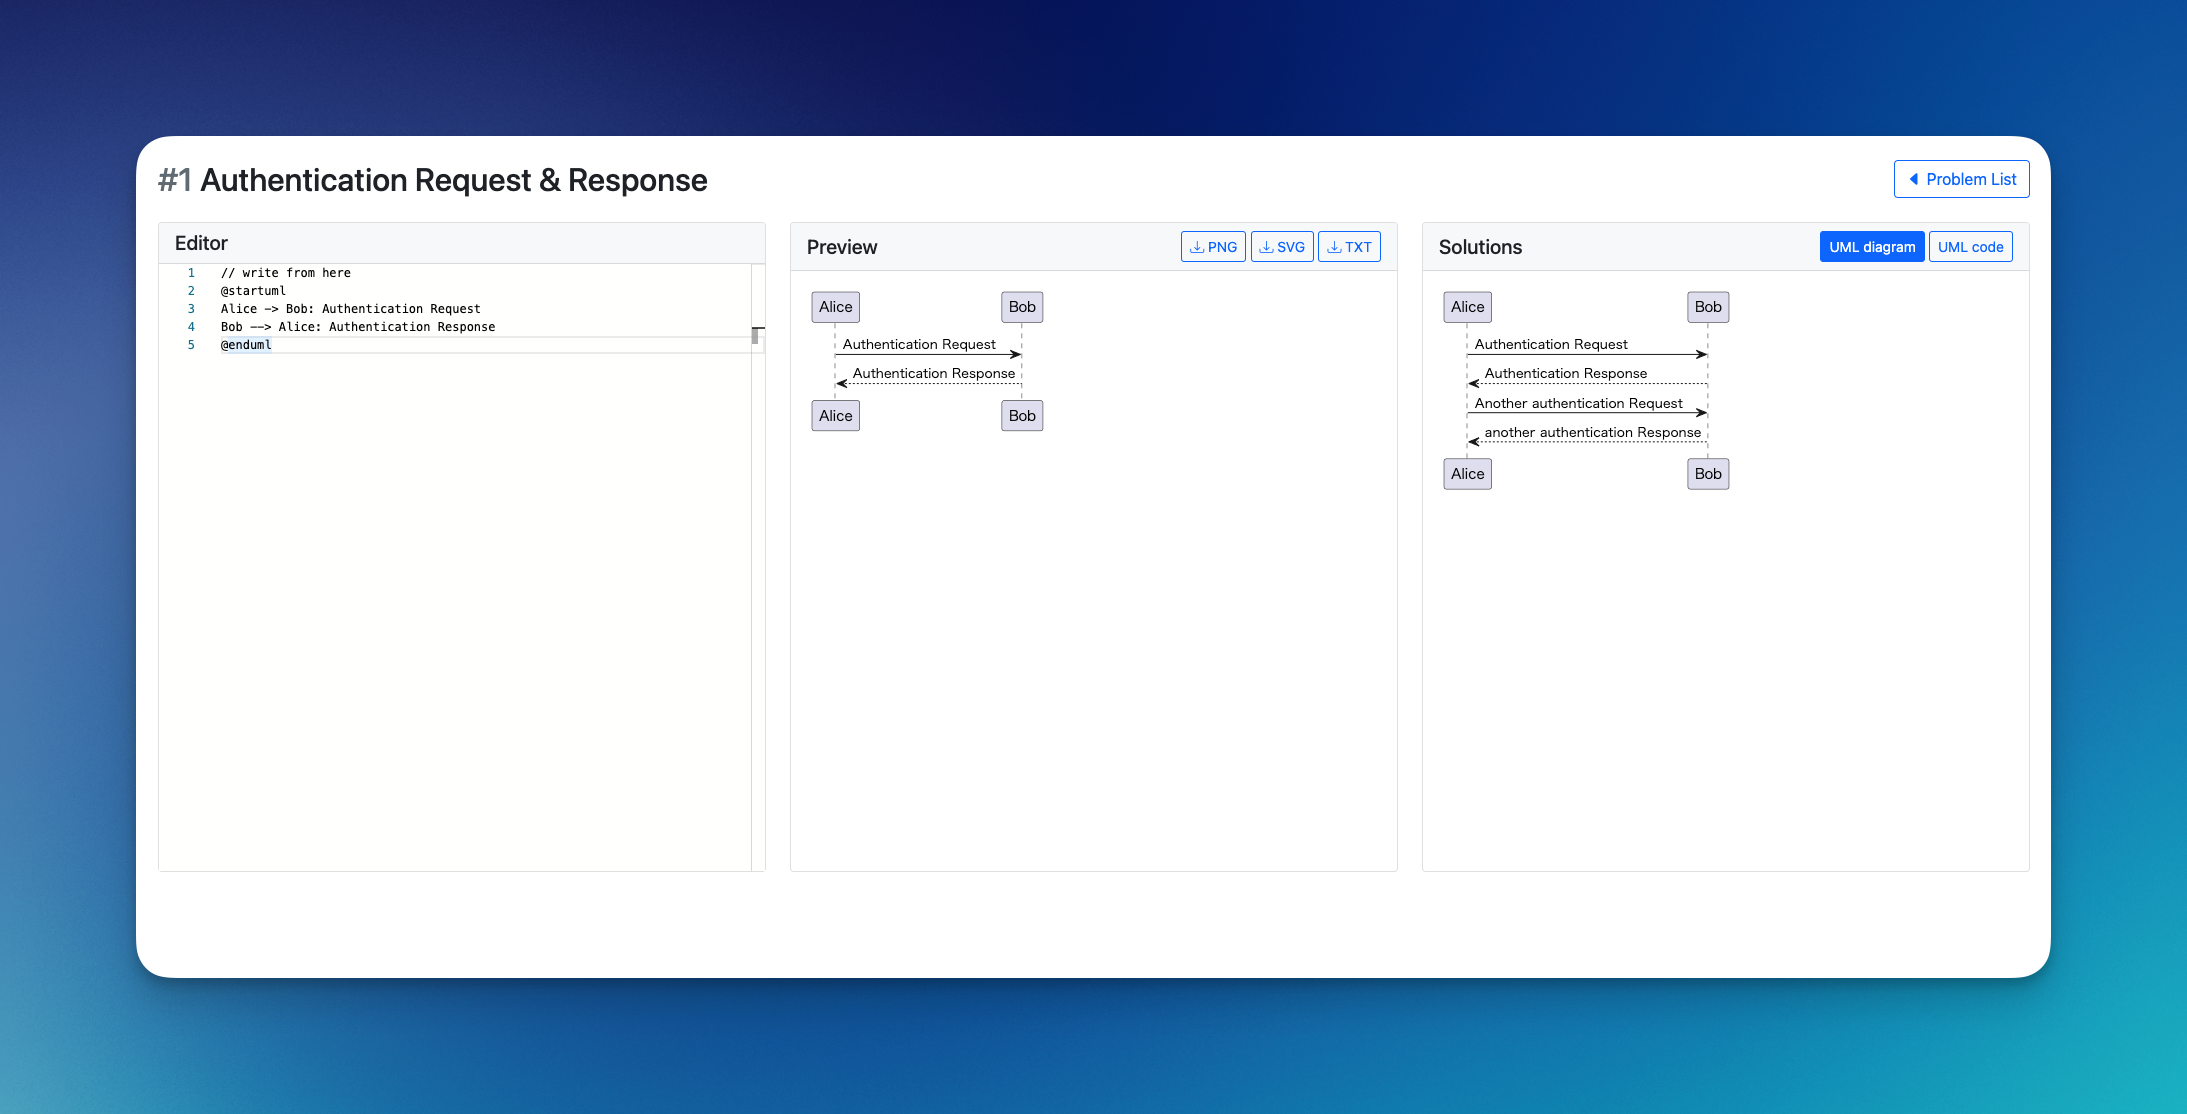 #1 Authentication Request & Response
Problem List
Editor
1 // write from here
2 @startuml
3 Alice -> Bob: Authentication Request
4 Bob --> Alice: Authentication Response
5 @enduml
Preview
PNG
SVG
TXT
Alice Bob
Authentication Request
Authentication Response
Alice Bob
Solutions
UML diagram
UML code
Alice Bob
Authentication Request
Authentication Response
Another authentication Request
another authentication Response
Alice Bob